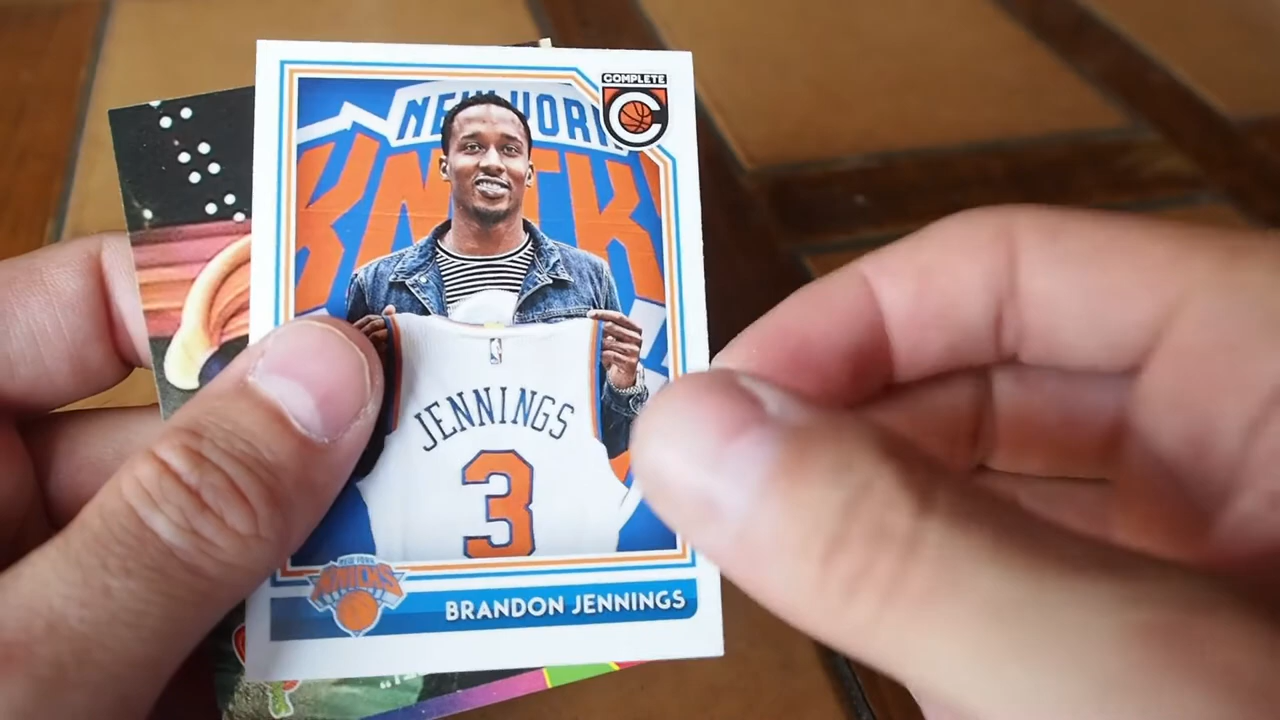 COMPLETE
C
NEW YORK
KNICKS
JENNINGS
3
NEW YORK
KNICKS
BRANDON JENNINGS